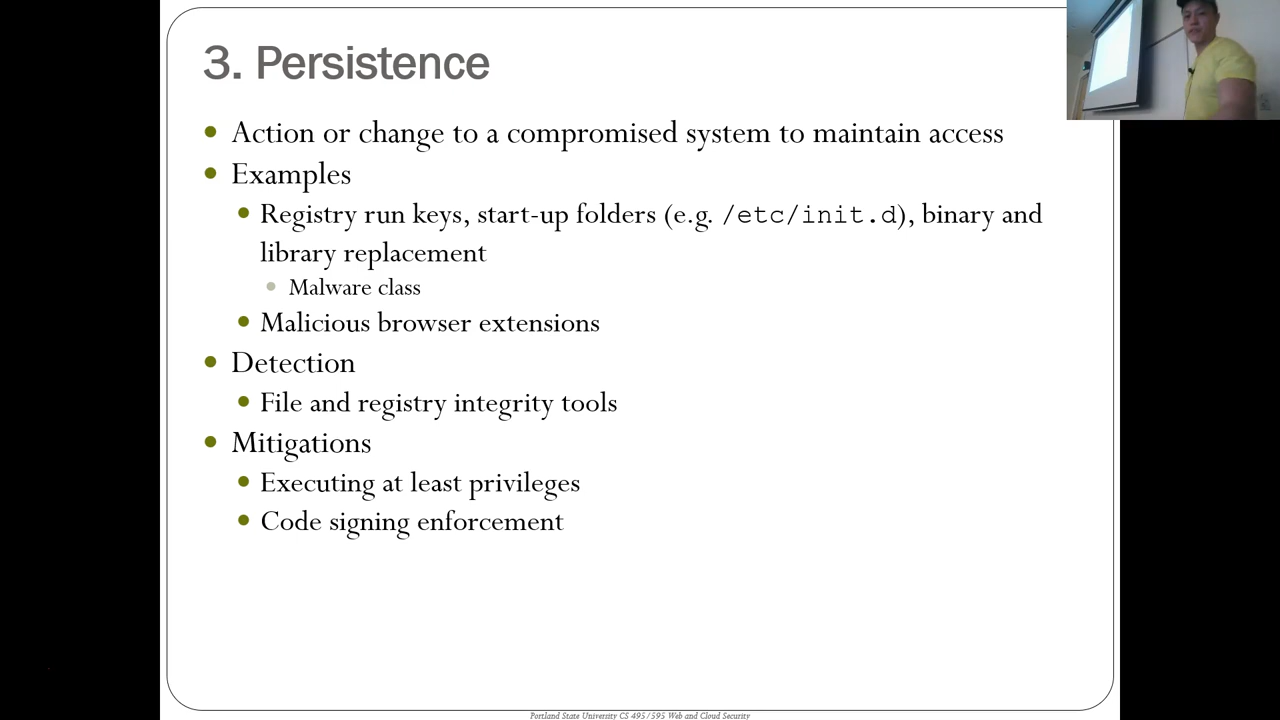 3. Persistence
Action or change to a compromised system to maintain access
Examples
Registry run keys, start-up folders (e.g. /etc/init.d), binary and
library replacement
Malware class
Malicious browser extensions
Detection
File and registry integrity tools
Mitigations
Executing at least privileges
Code signing enforcement
Portland State University CS 495/595 Web and Cloud Security